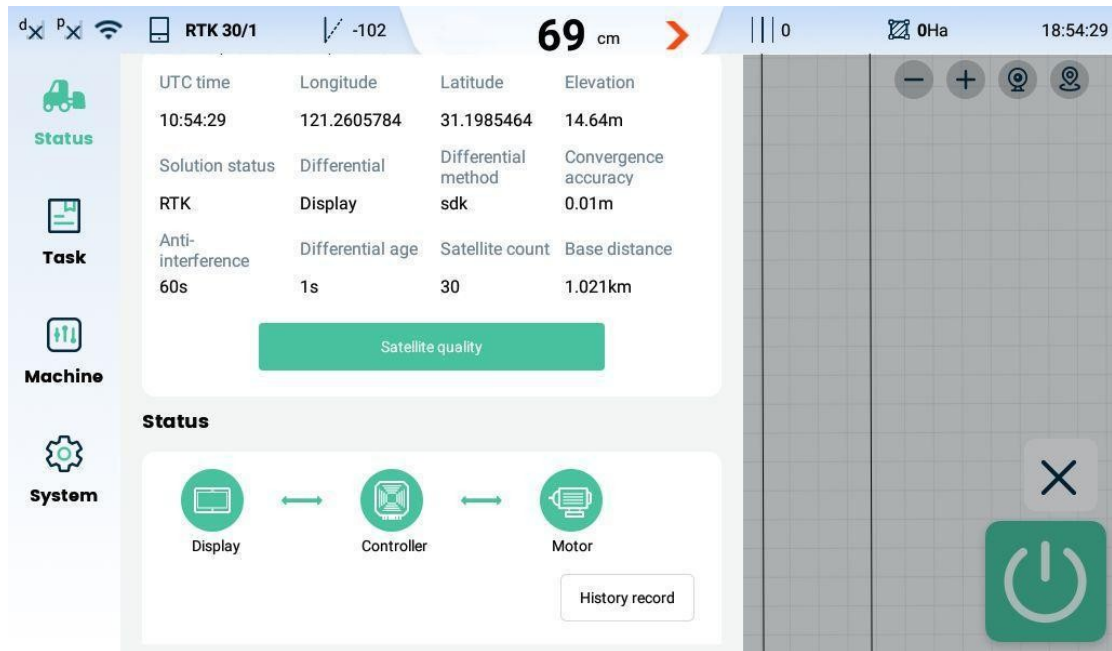 d P RTK 30/1 -102 69 cm 0 0Ha 18:54:29
Status
Task
Machine
System
UTC time Longitude Latitude Elevation
10:54:29 121.2605784 31.1985464 14.64m
Solution status Differential Differential method Convergence accuracy
RTK Display sdk 0.01m
Anti-interference Differential age Satellite count Base distance
60s 1s 30 1.021km
Satellite quality
Status
Display Controller Motor
History record